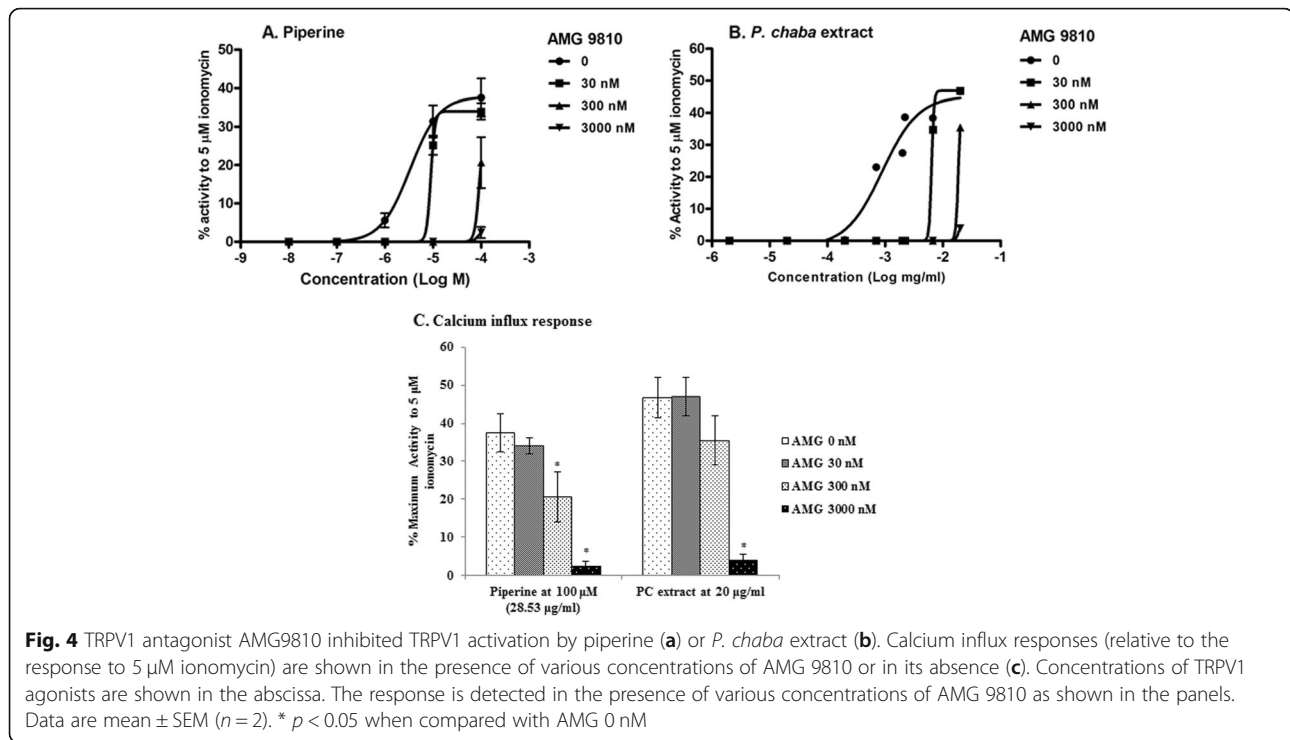 A. Piperine
% activity to 5 µM ionomycin
50
40
30
20
10
0
-9
-8
-7
-6
-5
-4
-3
Concentration (Log M)
AMG 9810
0
30 nM
300 nM
3000 nM
B. P. chaba extract
% Activity to 5 µM ionomycin
60
50
40
30
20
10
0
-6
-5
-4
-3
-2
-1
Concentration (Log mg/ml)
AMG 9810
0
30 nM
300 nM
3000 nM
C. Calcium influx response
% Maximum Activity to 5 µM
ionomycin
60
50
40
30
20
10
0
*
*
*
Piperine at 100 µM
(28.53 µg/ml)
PC extract at 20 µg/ml
AMG 0 nM
AMG 30 nM
AMG 300 nM
AMG 3000 nM
Fig. 4 TRPV1 antagonist AMG9810 inhibited TRPV1 activation by piperine (a) or P. chaba extract (b). Calcium influx responses (relative to the
response to 5 µM ionomycin) are shown in the presence of various concentrations of AMG 9810 or in its absence (c). Concentrations of TRPV1
agonists are shown in the abscissa. The response is detected in the presence of various concentrations of AMG 9810 as shown in the panels.
Data are mean ± SEM (n = 2). * p < 0.05 when compared with AMG 0 nM